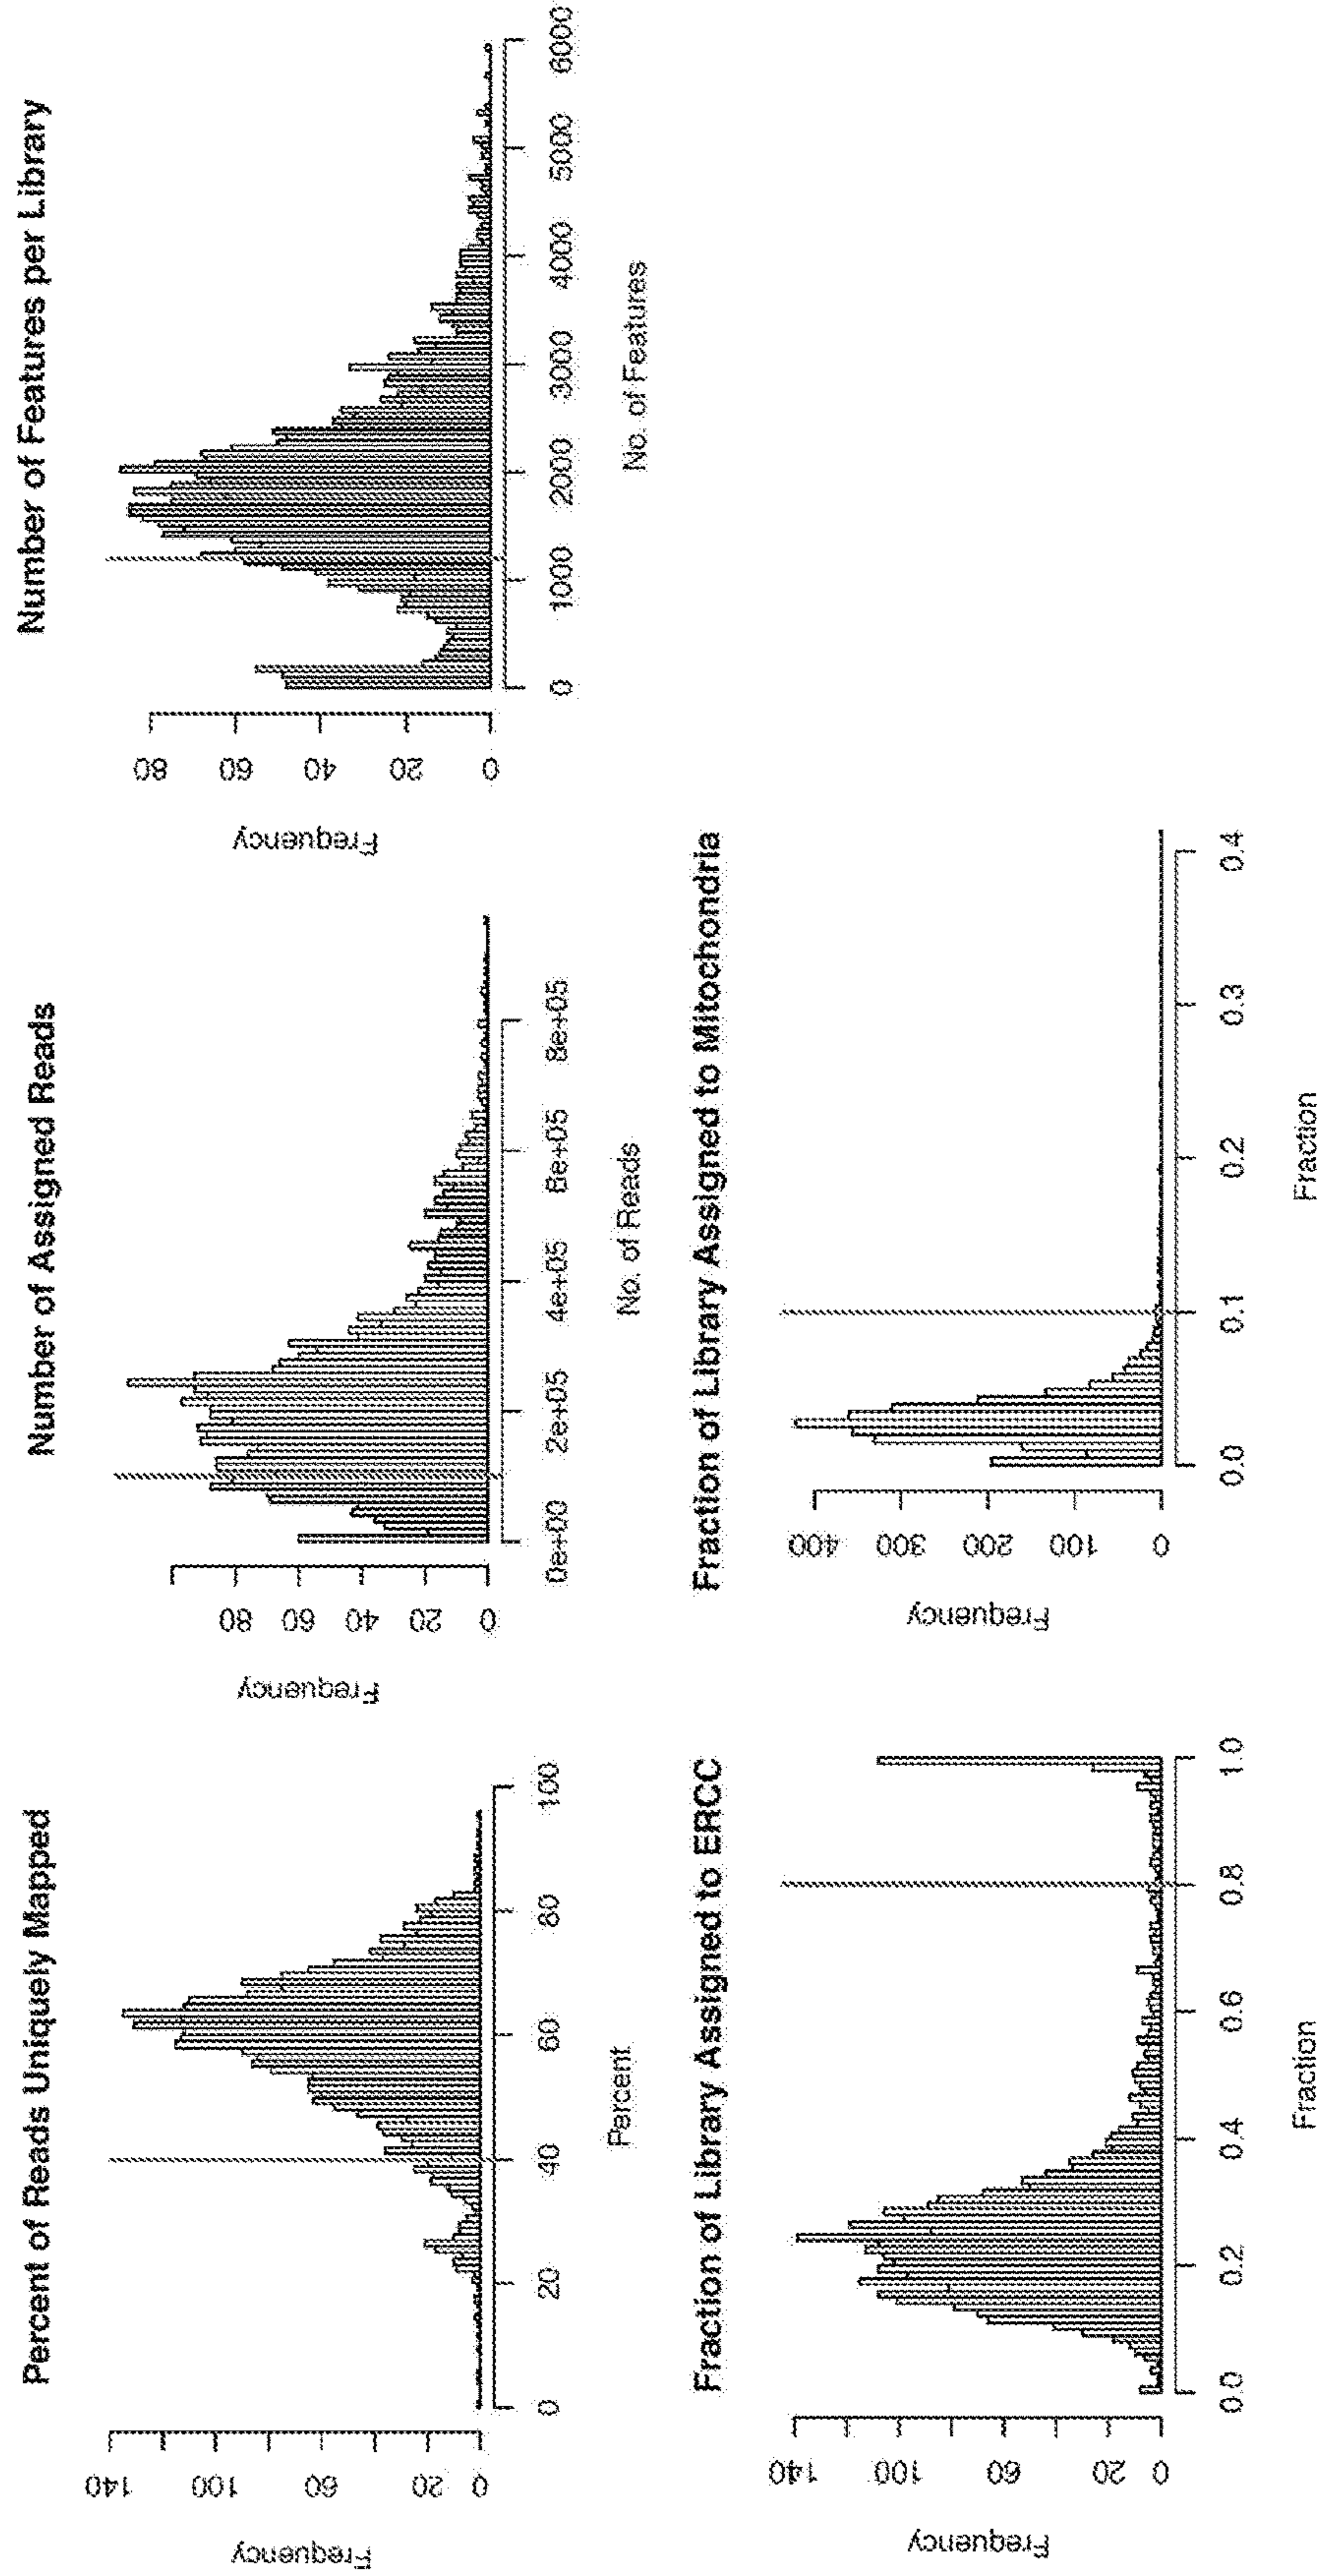 Percent of Reads Uniquely Mapped
Frequency
0 20 60 100 140
0 20 40 60 80 100
Percent
Number of Assigned Reads
Frequency
0 20 40 60 80
0e+00 2e+05 4e+05 6e+05 8e+05
No. of Reads
Number of Features per Library
Frequency
0 20 40 60 80
0 1000 2000 3000 4000 5000 6000
No. of Features
Fraction of Library Assigned to ERCC
Frequency
0 20 60 100 140
0.0 0.2 0.4 0.6 0.8 1.0
Fraction
Fraction of Library Assigned to Mitochondria
Frequency
0 100 200 300 400
0.0 0.1 0.2 0.3 0.4
Fraction